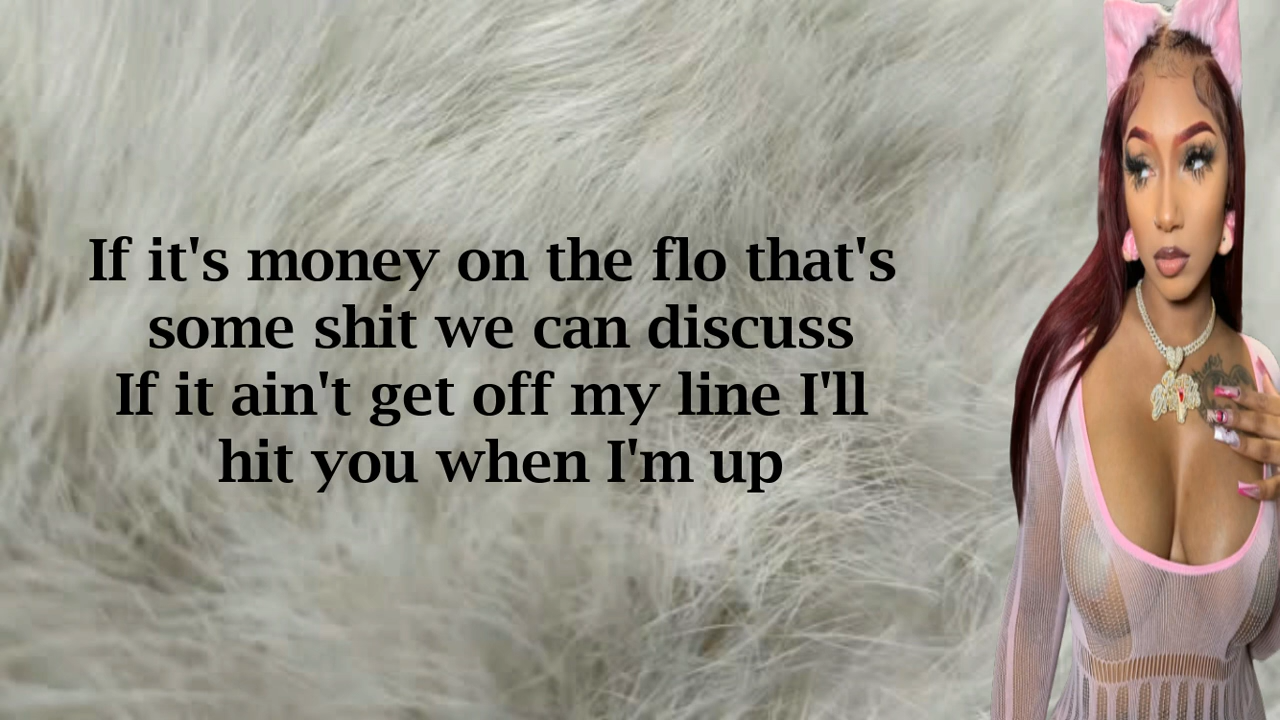 If it's money on the flo that's
some shit we can discuss
If it ain't get off my line I'll
hit you when I'm up